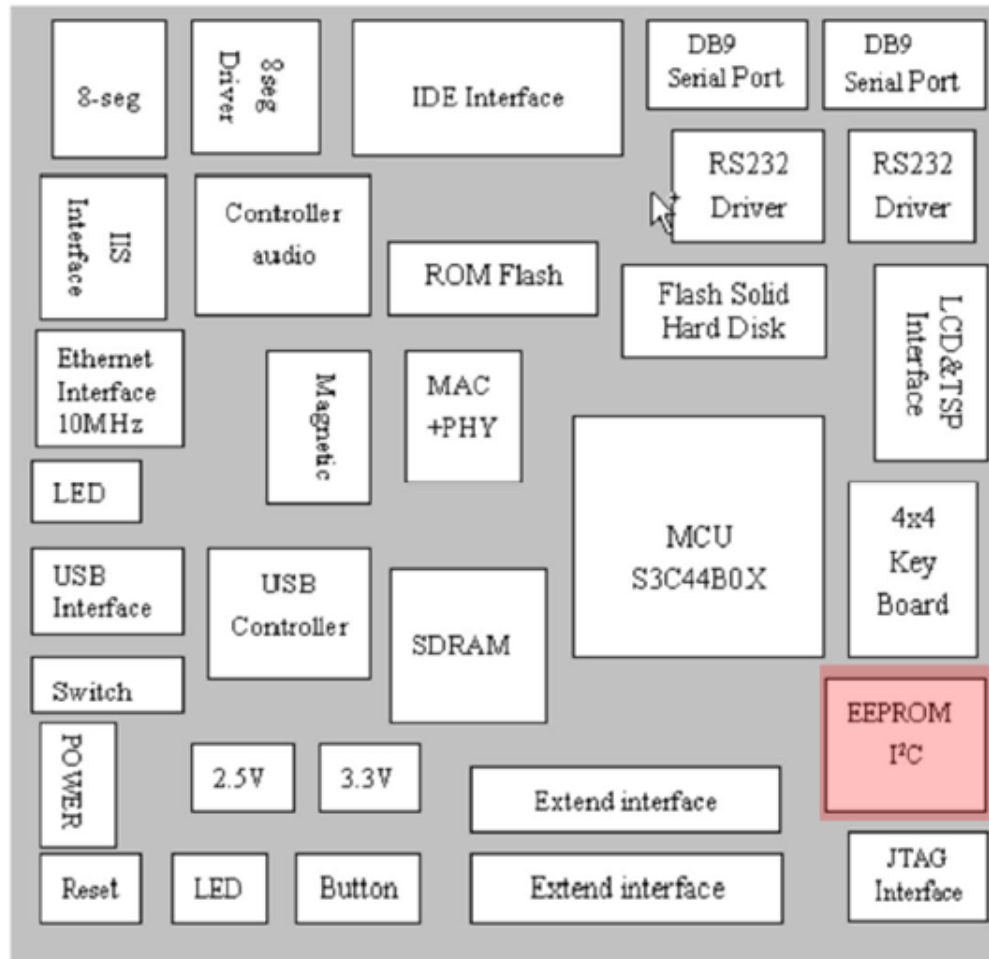 8-seg
8seg
Driver
IDE Interface
DB9
Serial Port
DB9
Serial Port
RS232
Driver
RS232
Driver
IIS
Interface
Controller
audio
ROM Flash
Flash Solid
Hard Disk
LCD&TSP
Interface
Ethernet
Interface
10MHz
Magnetic
MAC
+PHY
LED
MCU
S3C44B0X
4x4
Key
Board
USB
Interface
USB
Controller
SDRAM
Switch
EEPROM
I²C
POWER
2.5V
3.3V
Extend interface
JTAG
Interface
Reset
LED
Button
Extend interface